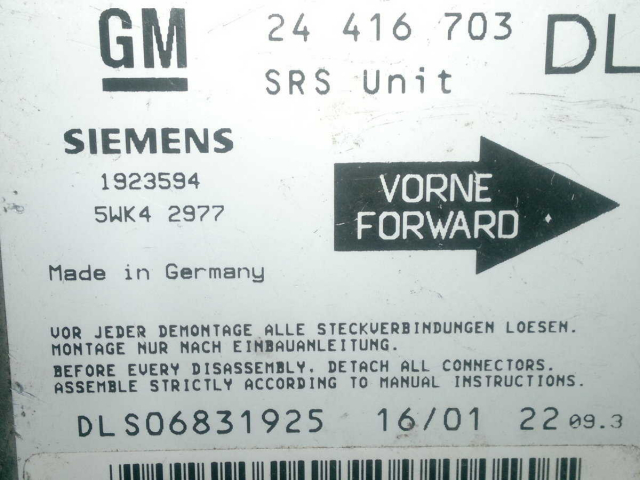 GM 24 416 703 DL
SRS Unit
SIEMENS
1923594
5WK4 2977
VORNE
FORWARD
Made in Germany
VOR JEDER DEMONTAGE ALLE STECKVERBINDUNGEN LOESEN.
MONTAGE NUR NACH EINBAUANLEITUNG.
BEFORE EVERY DISASSEMBLY, DETACH ALL CONNECTORS.
ASSEMBLE STRICTLY ACCORDING TO MANUAL INSTRUCTIONS.
DLS06831925 16/01 22 09.3